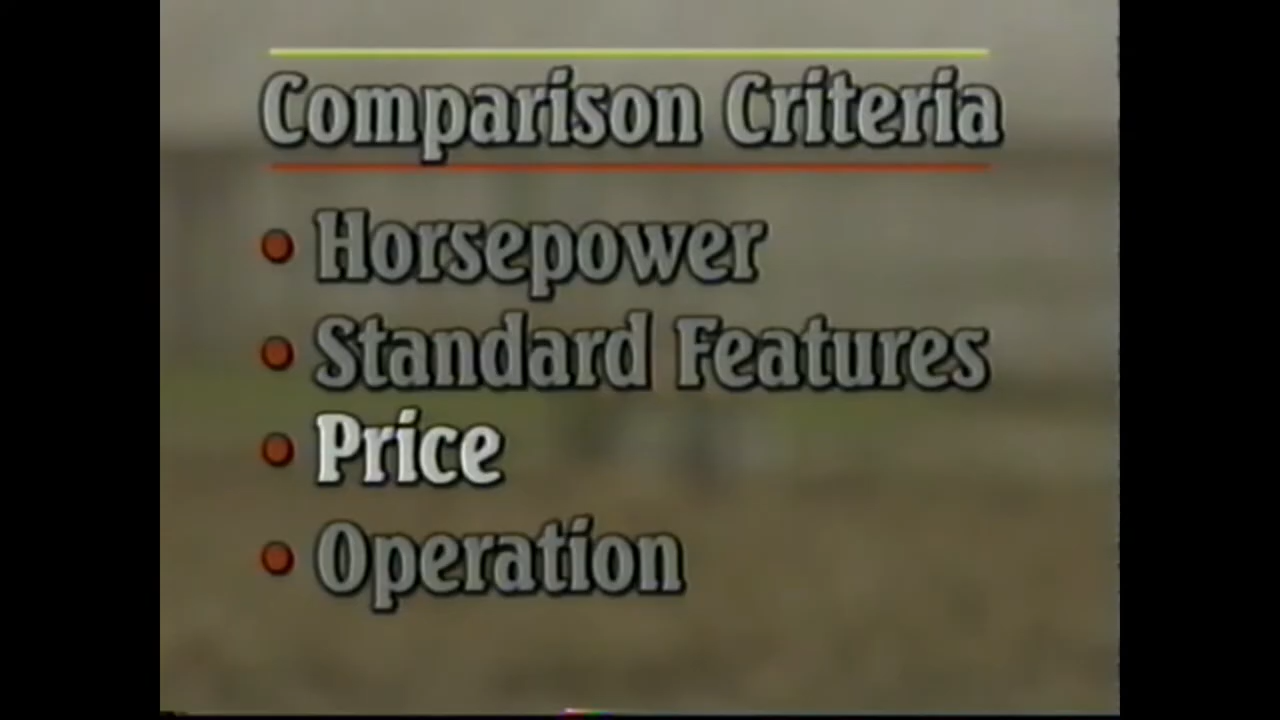 Comparison Criteria
Horsepower
Standard Features
Price
Operation